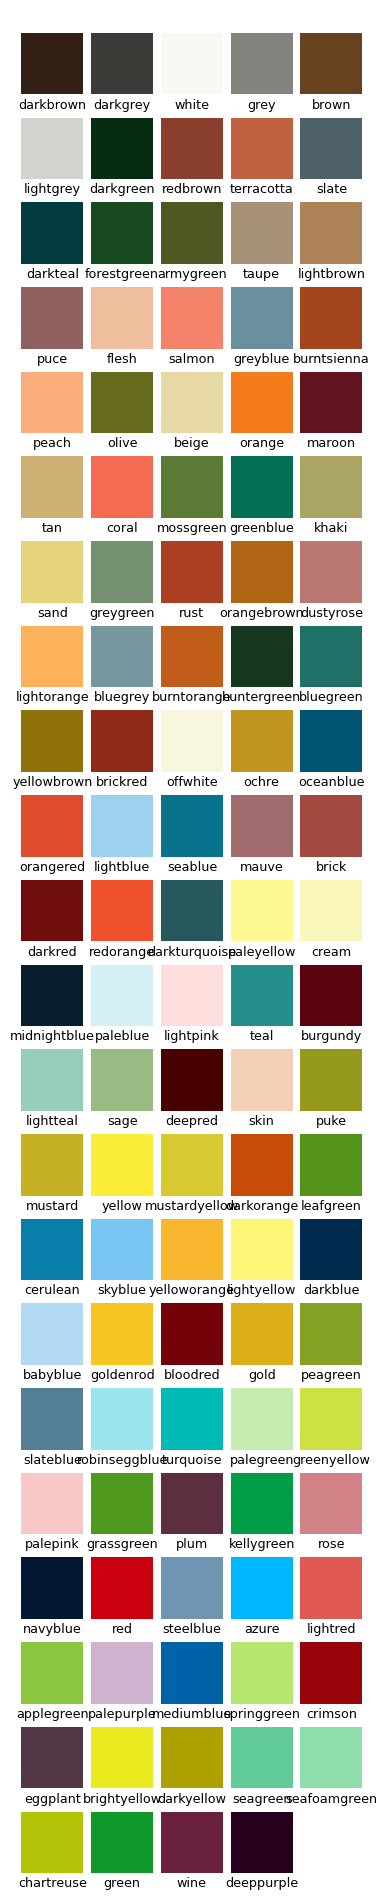 darkbrown darkgrey white grey brown
lightgrey darkgreen redbrown terracotta slate
darkteal forestgreen armygreen taupe lightbrown
puce flesh salmon greyblue burntsienna
peach olive beige orange maroon
tan coral mossgreen greenblue khaki
sand greygreen rust orangebrown dustyrose
lightorange bluegrey burntorange huntergreen bluegreen
yellowbrown brickred offwhite ochre oceanblue
orangered lightblue seablue mauve brick
darkred redorange darkturquoise paleyellow cream
midnightblue paleblue lightpink teal burgundy
lightteal sage deepred skin puke
mustard yellow mustardyellow darkorange leafgreen
cerulean skyblue yelloworange lightyellow darkblue
babyblue goldenrod bloodred gold peagreen
slateblue robinseggblue turquoise palegreen greenyellow
palepink grassgreen plum kellygreen rose
navyblue red steelblue azure lightred
applegreen palepurple mediumblue springgreen crimson
eggplant brightyellow darkyellow seagreen seafoamgreen
chartreuse green wine deeppurple